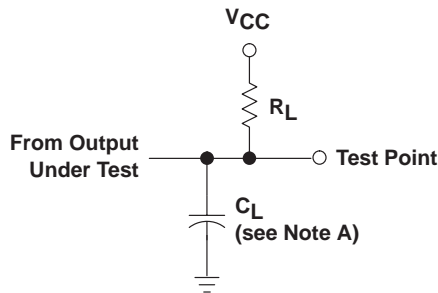 VCC
RL
From Output
Under Test
Test Point
CL
(see Note A)